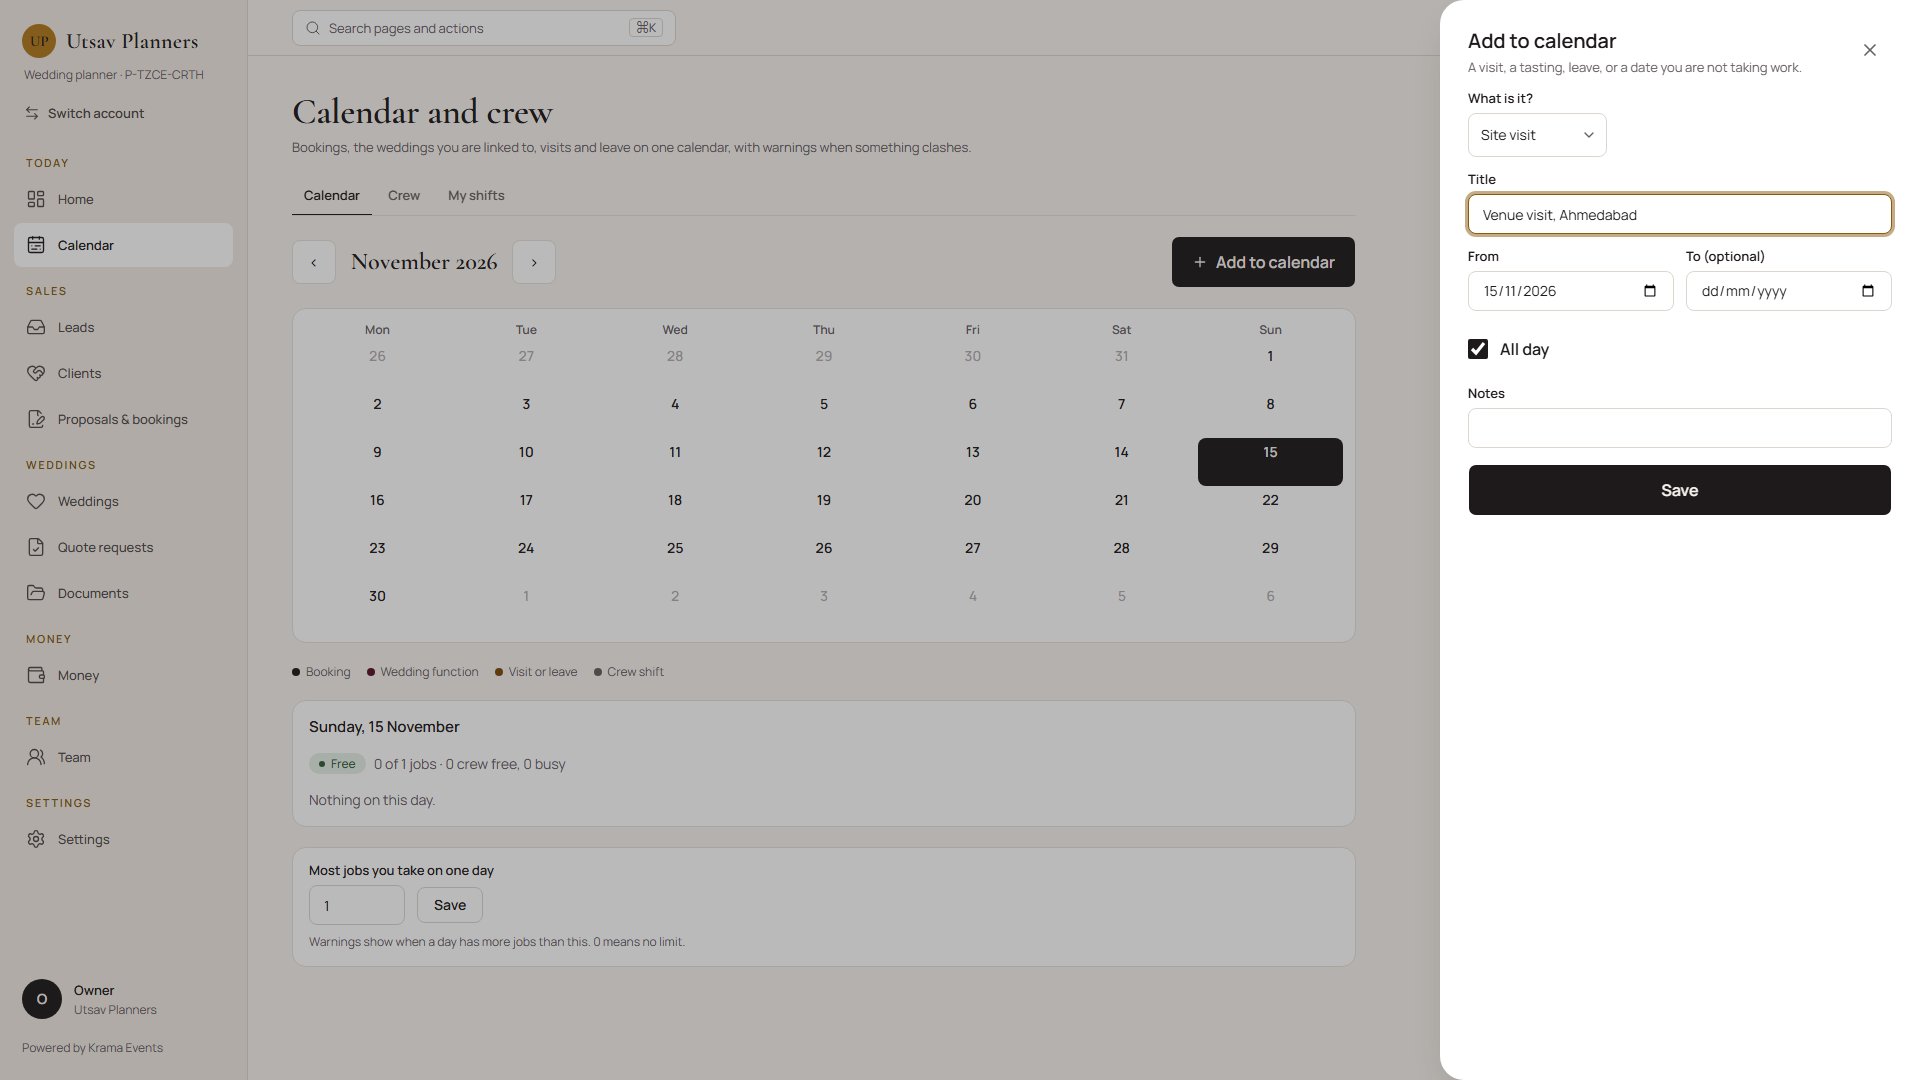 UP Utsav Planners
Wedding planner · P-TZCE-CRTH
Switch account
TODAY
Home
Calendar
SALES
Leads
Clients
Proposals & bookings
WEDDINGS
Weddings
Quote requests
Documents
MONEY
Money
TEAM
Team
SETTINGS
Settings
O Owner
Utsav Planners
Powered by Krama Events
Search pages and actions ⌘K
Calendar and crew
Bookings, the weddings you are linked to, visits and leave on one calendar, with warnings when something clashes.
Calendar Crew My shifts
‹ November 2026 › + Add to calendar
Mon Tue Wed Thu Fri Sat Sun
26 27 28 29 30 31 1
2 3 4 5 6 7 8
9 10 11 12 13 14 15
16 17 18 19 20 21 22
23 24 25 26 27 28 29
30 1 2 3 4 5 6
Booking Wedding function Visit or leave Crew shift
Sunday, 15 November
Free 0 of 1 jobs · 0 crew free, 0 busy
Nothing on this day.
Most jobs you take on one day
1 Save
Warnings show when a day has more jobs than this. 0 means no limit.
Add to calendar
A visit, a tasting, leave, or a date you are not taking work.
What is it?
Site visit
Title
Venue visit, Ahmedabad
From To (optional)
15/11/2026 dd/mm/yyyy
All day
Notes
Save